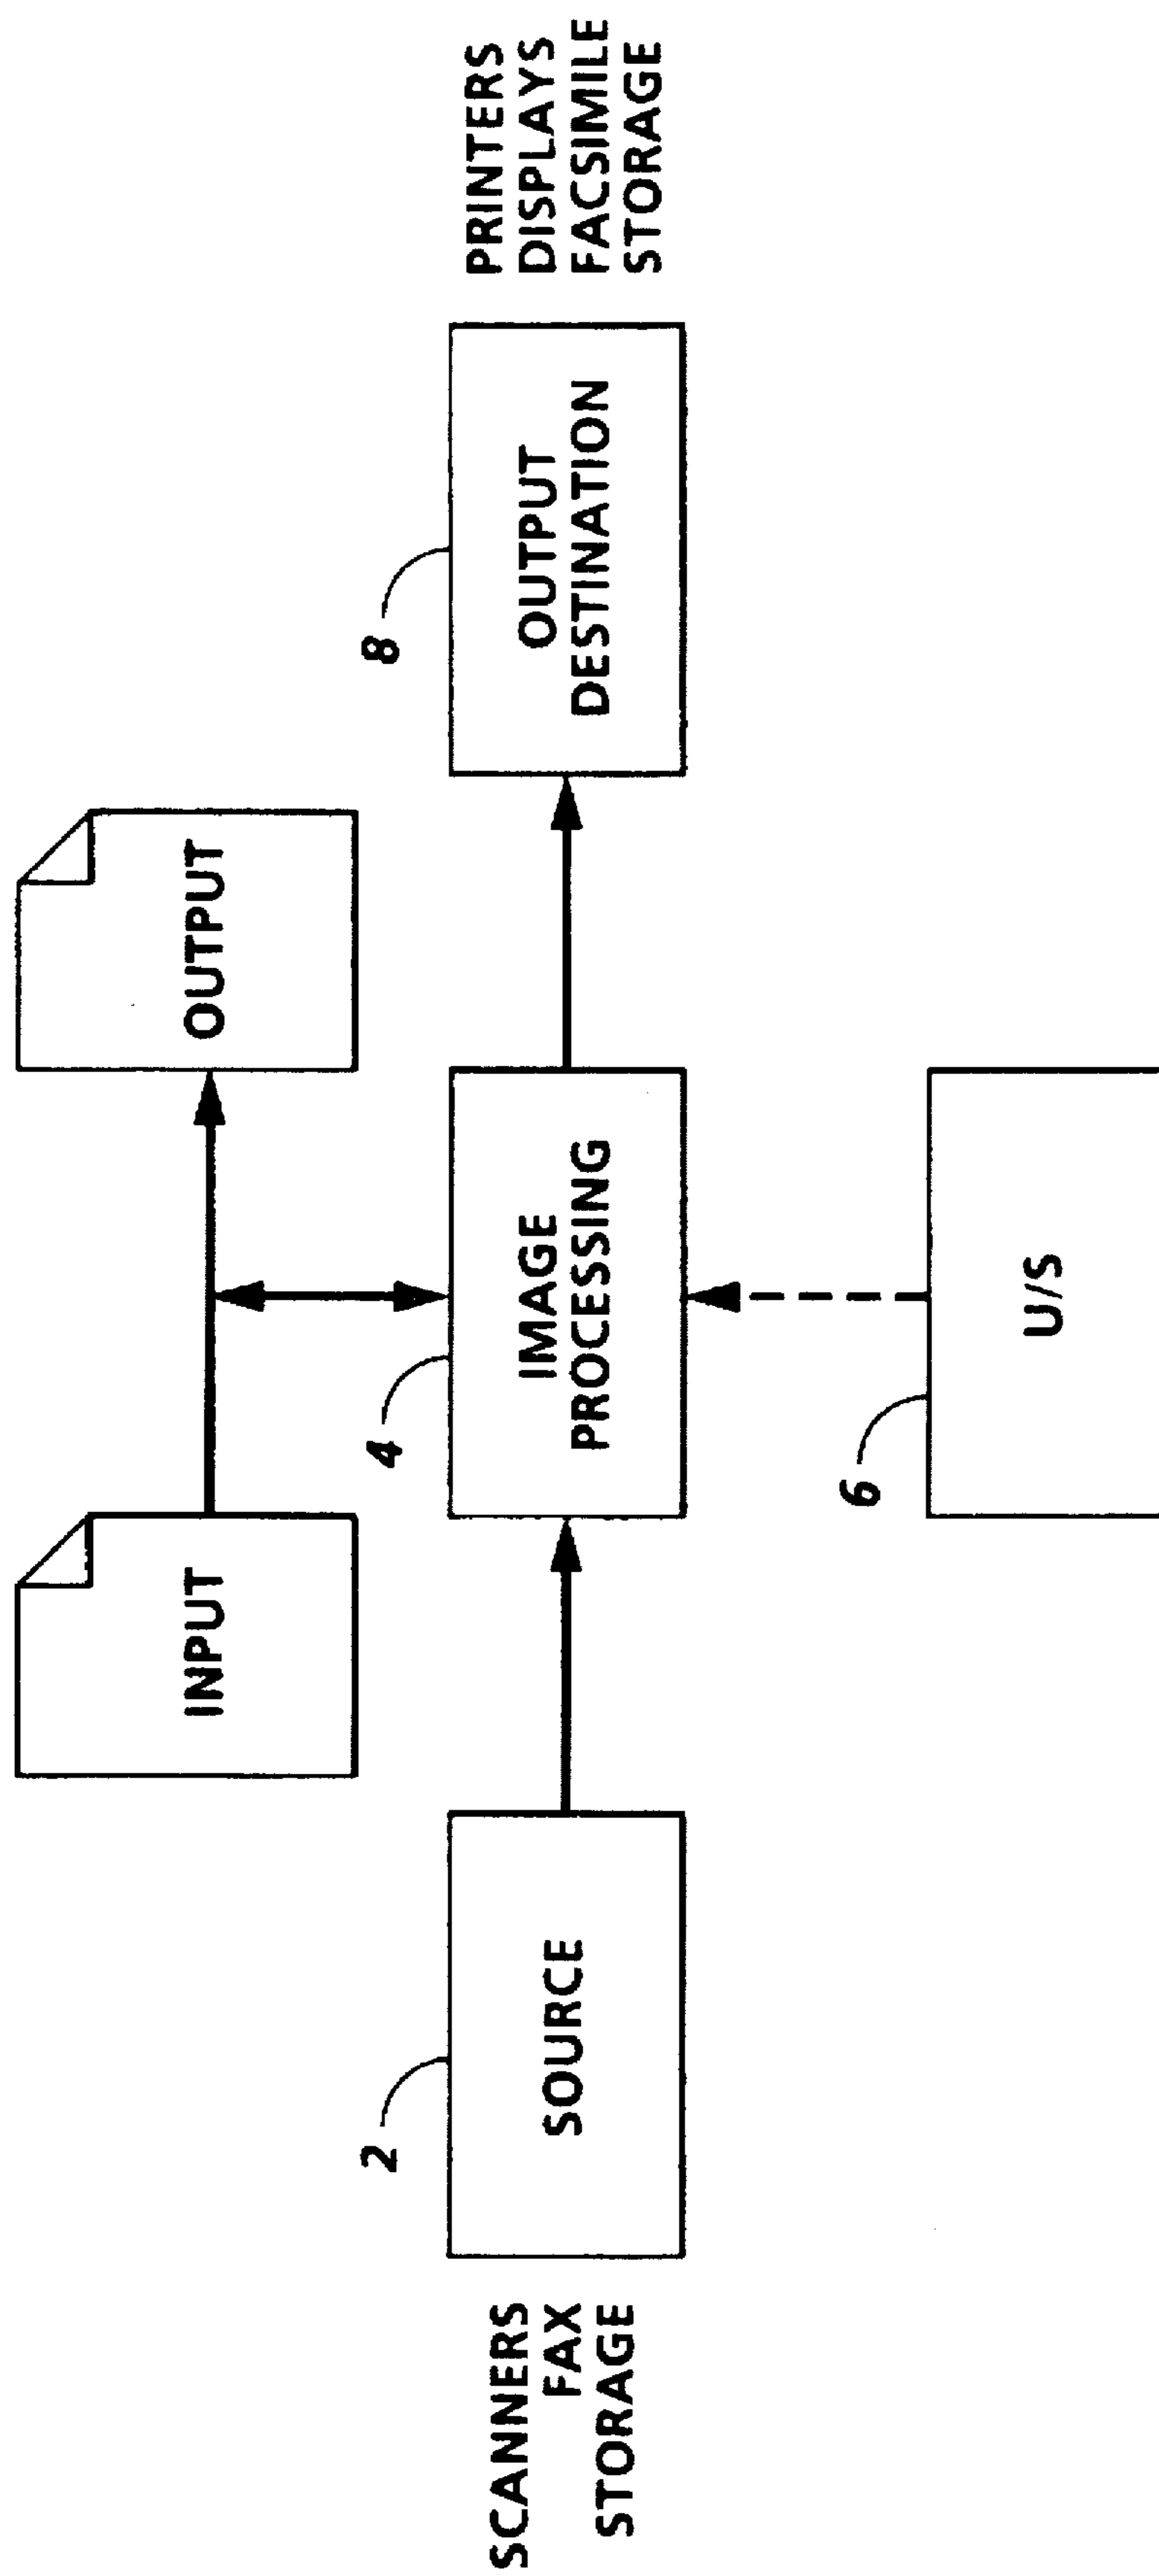 INPUT
OUTPUT
SCANNERS
FAX
STORAGE
2
SOURCE
4
IMAGE
PROCESSING
8
OUTPUT
DESTINATION
PRINTERS
DISPLAYS
FACSIMILE
STORAGE
6
U/S